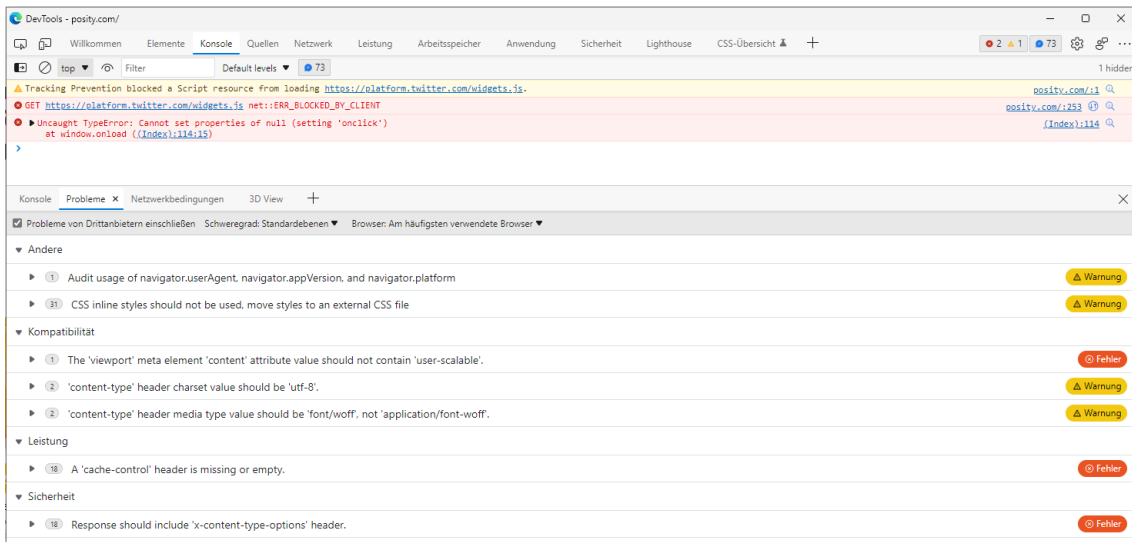 DevTools - posity.com/
Willkommen Elemente Konsole Quellen Netzwerk Leistung Arbeitsspeicher Anwendung Sicherheit Lighthouse CSS-Übersicht 2 1 73
top Filter Default levels 73 1 hidden
Tracking Prevention blocked a Script resource from loading https://platform.twitter.com/widgets.js. posity.com/:1
GET https://platform.twitter.com/widgets.js net::ERR_BLOCKED_BY_CLIENT posity.com/:253
Uncaught TypeError: Cannot set properties of null (setting 'onclick') (Index):114
at window.onload ((Index):114:15)
Konsole Probleme Netzwerkbedingungen 3D View
Probleme von Drittanbietern einschließen Schweregrad: Standardebenen Browser: Am häufigsten verwendete Browser
Andere
1 Audit usage of navigator.userAgent, navigator.appVersion, and navigator.platform Warnung
31 CSS inline styles should not be used, move styles to an external CSS file Warnung
Kompatibilität
1 The 'viewport' meta element 'content' attribute value should not contain 'user-scalable'. Fehler
2 'content-type' header charset value should be 'utf-8'. Warnung
2 'content-type' header media type value should be 'font/woff', not 'application/font-woff'. Warnung
Leistung
18 A 'cache-control' header is missing or empty. Fehler
Sicherheit
18 Response should include 'x-content-type-options' header. Fehler